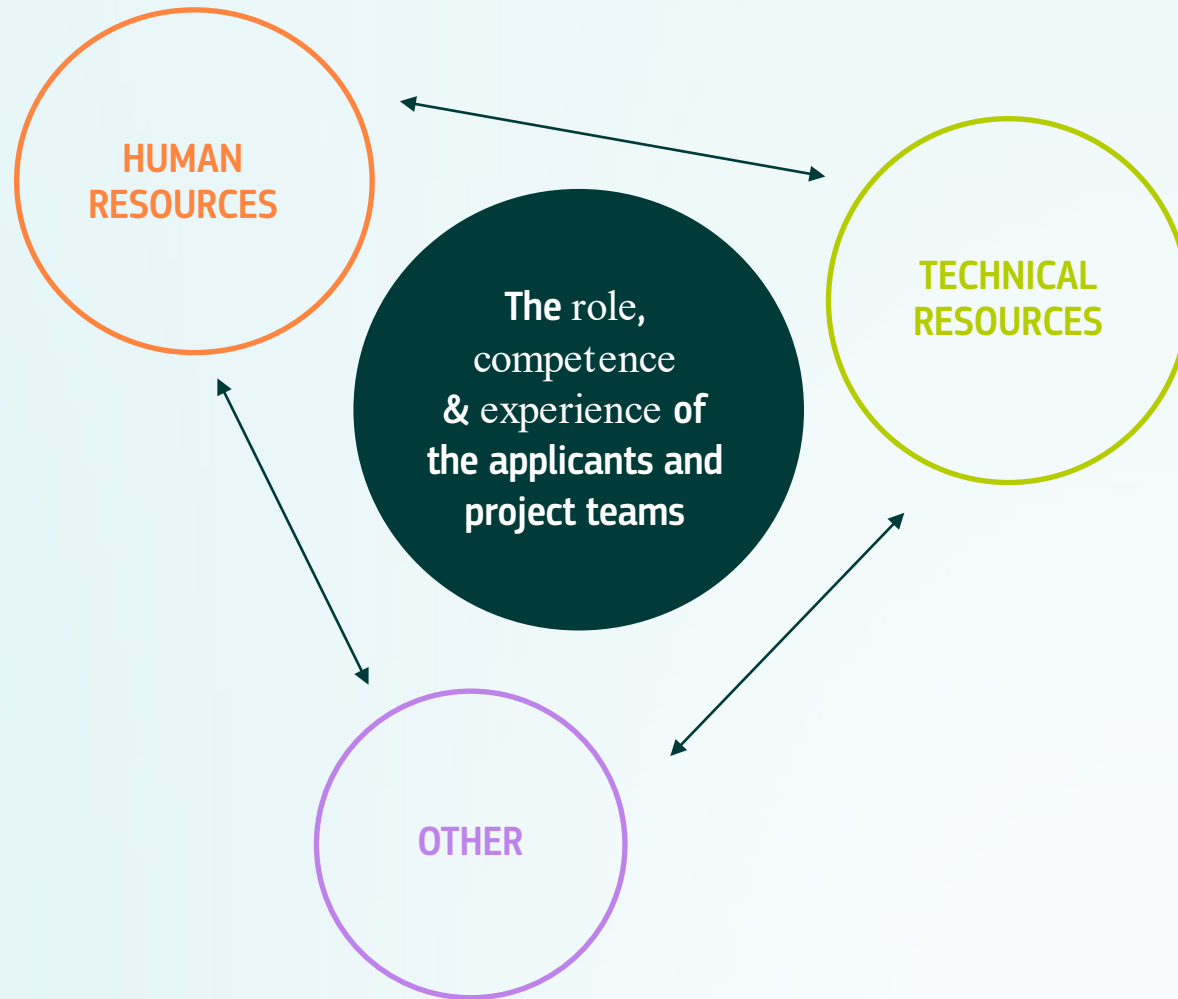 HUMAN
RESOURCES
TECHNICAL
RESOURCES
The role,
competence
& experience of
the applicants and
project teams
OTHER